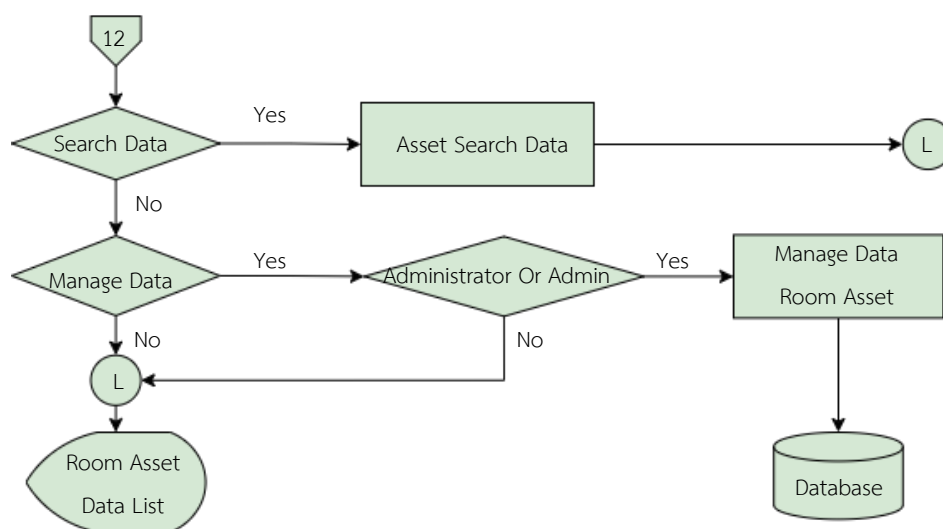 12
Yes
Search Data
Asset Search Data
L
No
Manage Data
Yes
Administrator Or Admin
Yes
Manage Data
Room Asset
No
No
L
Room Asset
Data List
Database